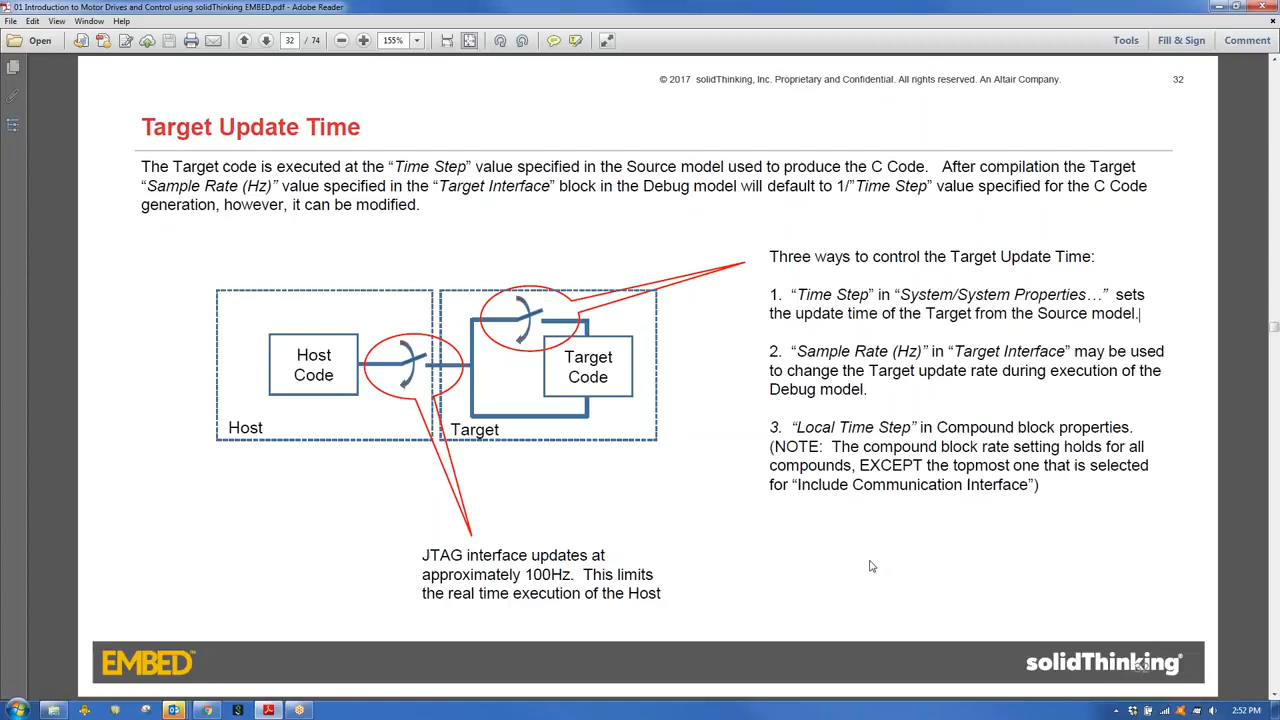 01 Introduction to Motor Drives and Control using solidThinking EMBED.pdf - Adobe Reader
File Edit View Window Help
Open 32 / 74 155% Tools Fill & Sign Comment
© 2017 solidThinking, Inc. Proprietary and Confidential. All rights reserved. An Altair Company. 32
Target Update Time
The Target code is executed at the “Time Step” value specified in the Source model used to produce the C Code. After compilation the Target
“Sample Rate (Hz)” value specified in the “Target Interface” block in the Debug model will default to 1/”Time Step” value specified for the C Code
generation, however, it can be modified.
Three ways to control the Target Update Time:
1. “Time Step” in “System/System Properties…” sets
the update time of the Target from the Source model.
2. “Sample Rate (Hz)” in “Target Interface” may be used
to change the Target update rate during execution of the
Debug model.
3. “Local Time Step” in Compound block properties.
(NOTE: The compound block rate setting holds for all
compounds, EXCEPT the topmost one that is selected
for “Include Communication Interface”)
Host
Code
Host
Target
Code
Target
JTAG interface updates at
approximately 100Hz. This limits
the real time execution of the Host
EMBED™
solidThinking®
2:52 PM